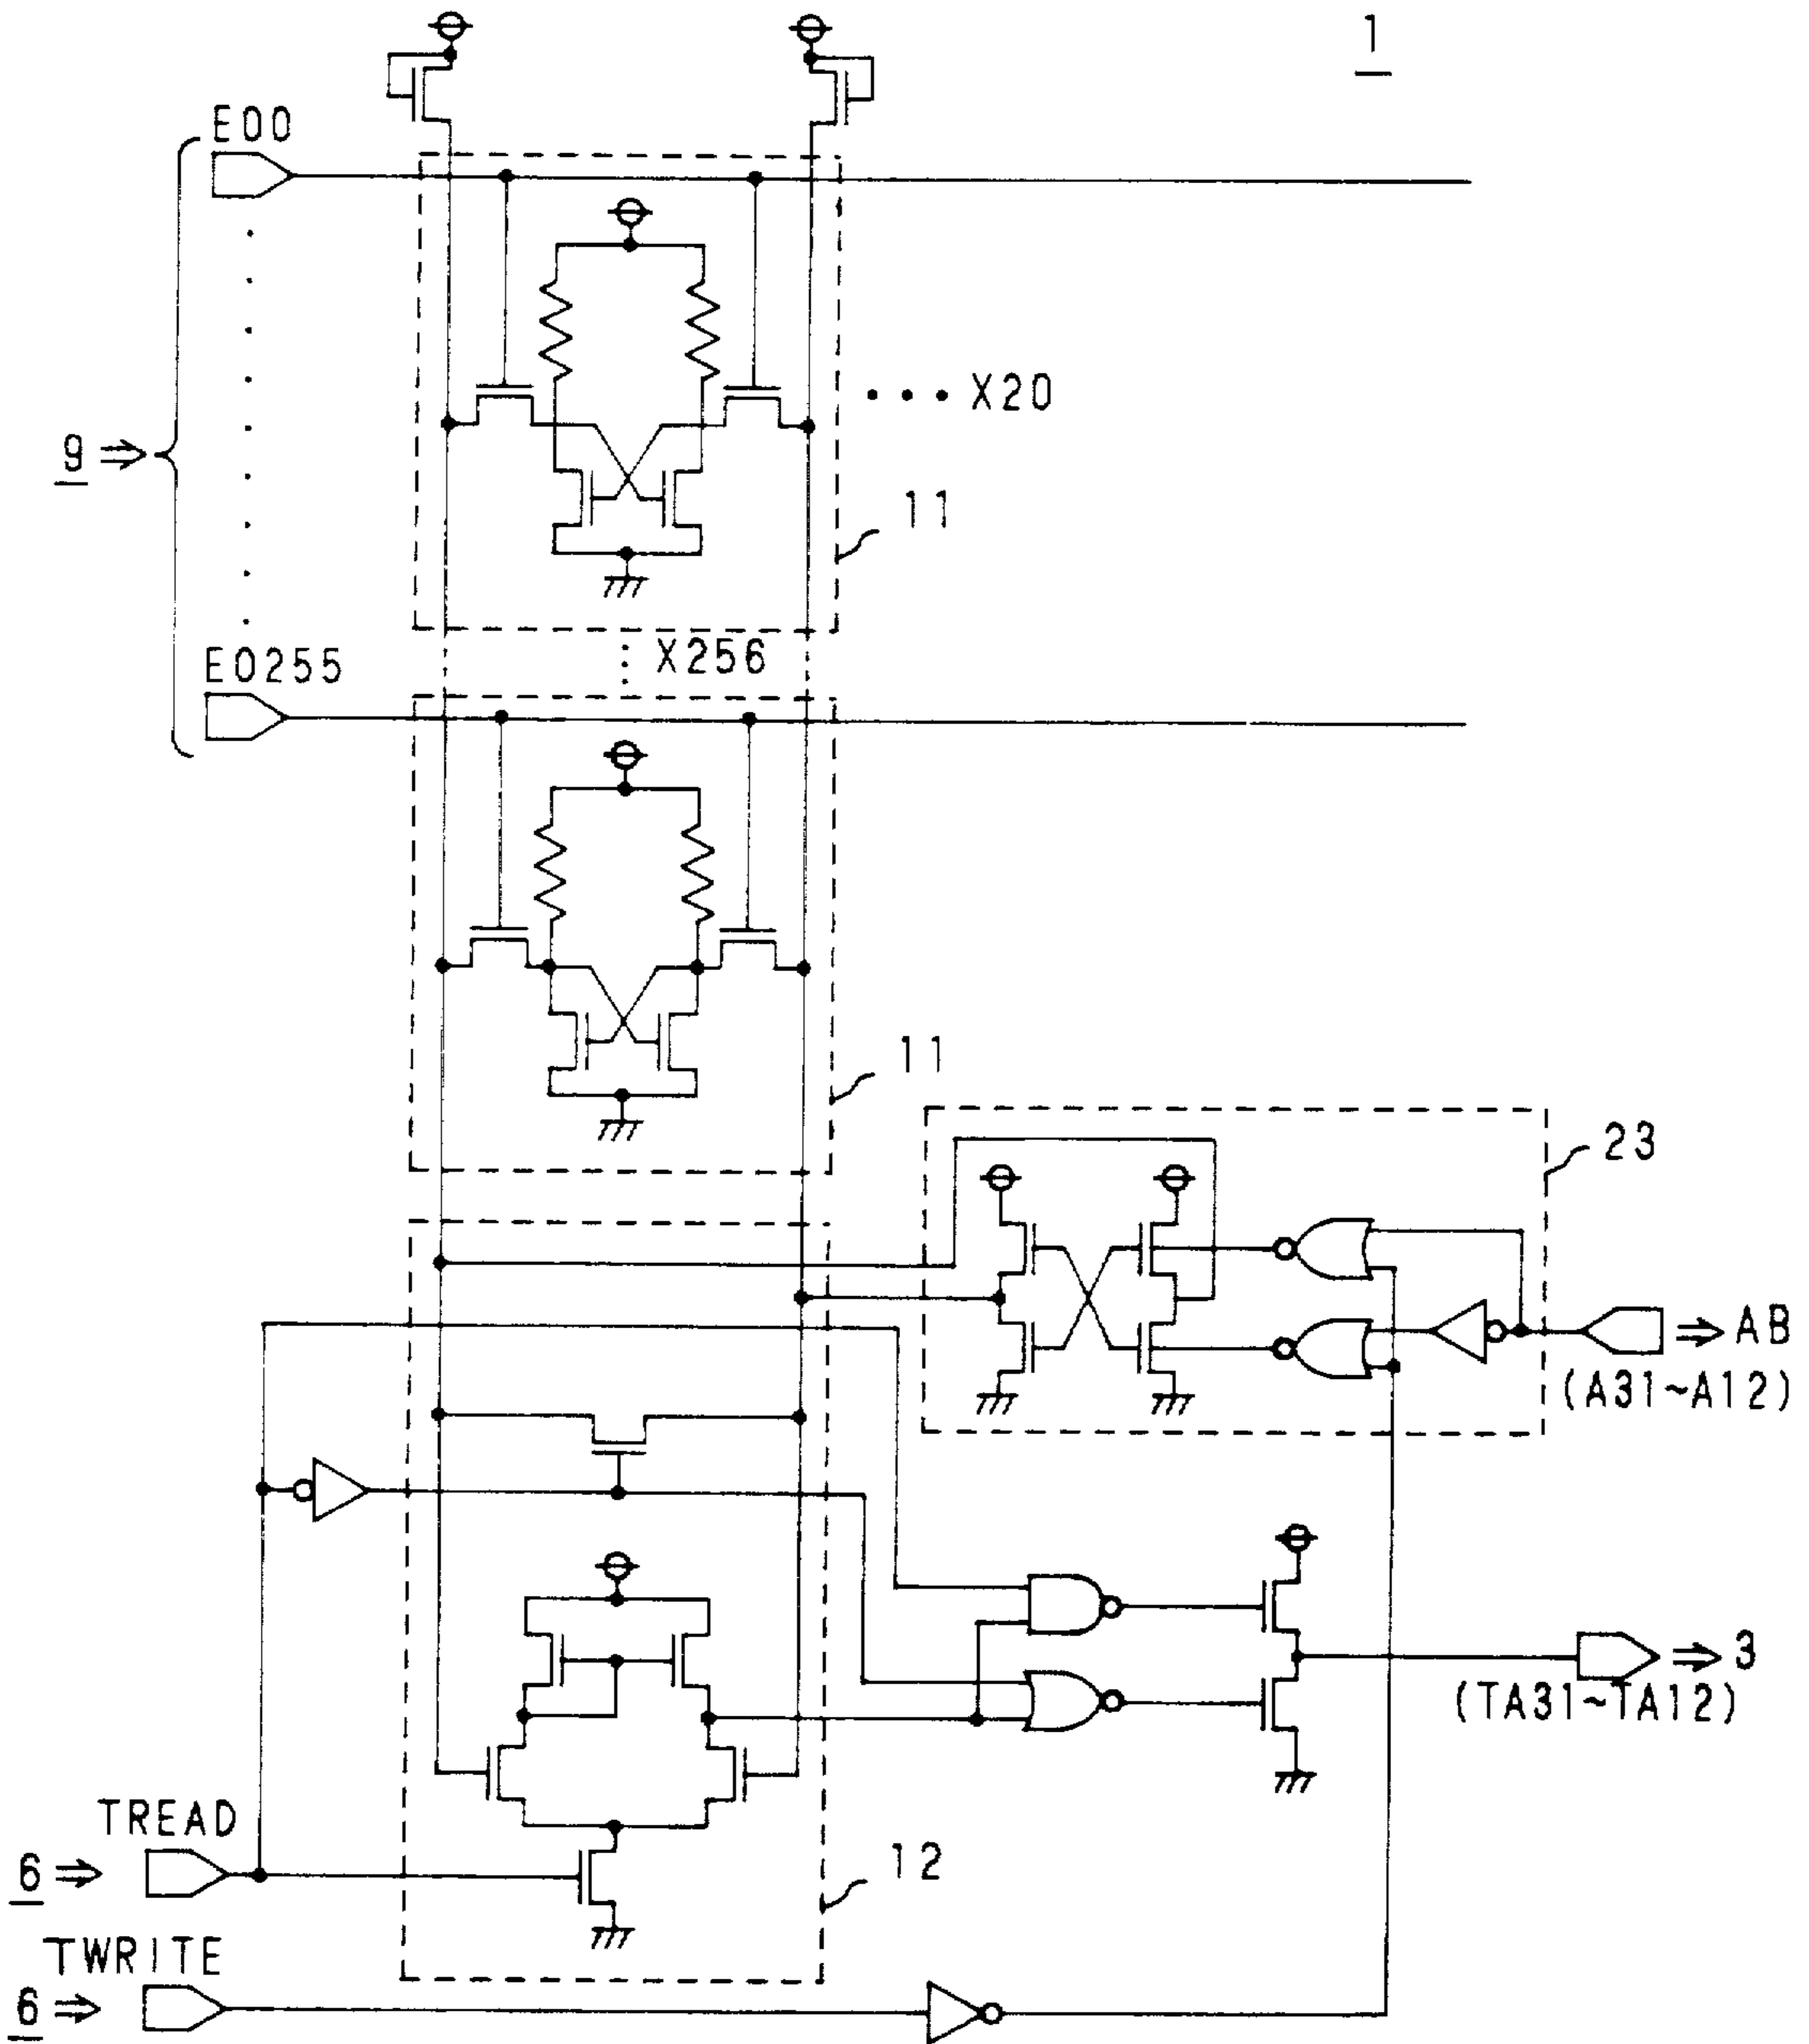 1
E00
X20
9 ⇒
11
X256
E0255
11
23
⇒ AB
(A31~A12)
⇒ 3
(TA31~TA12)
TREAD
6 ⇒
12
TWRITE
6 ⇒